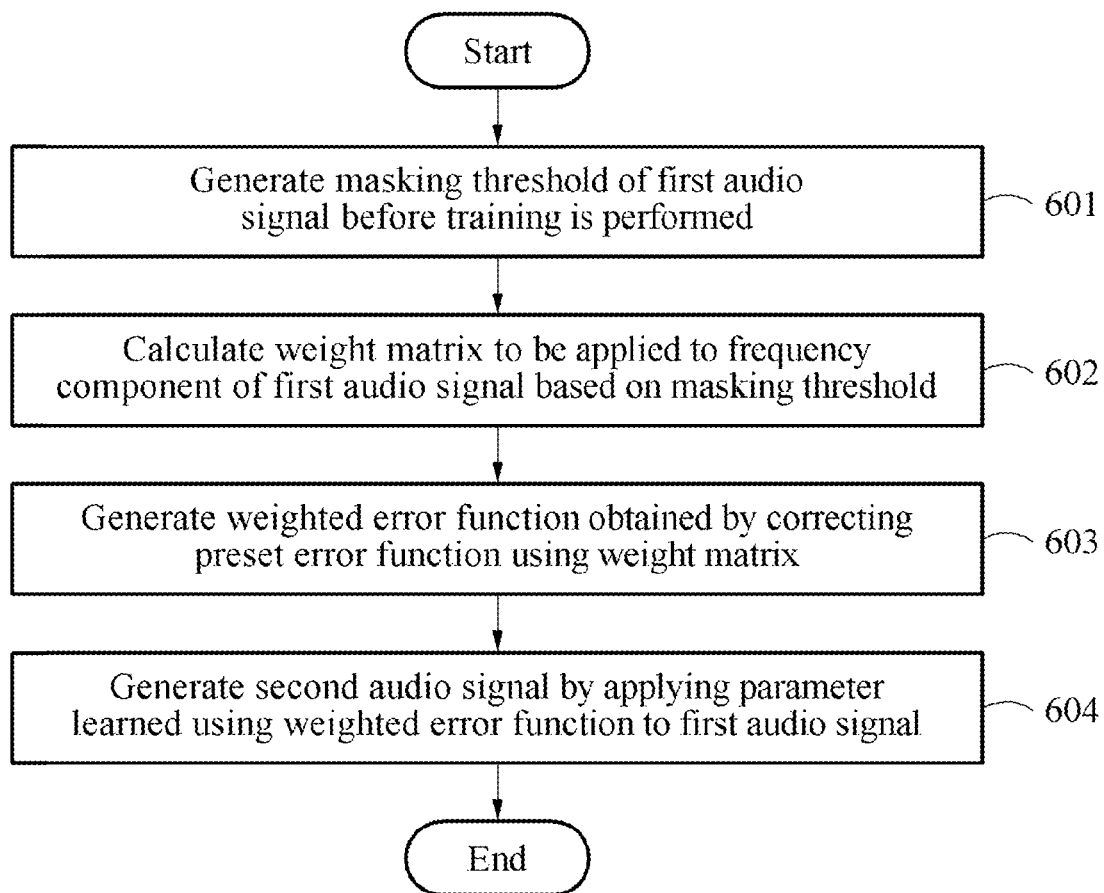 Start
Generate masking threshold of first audio
signal before training is performed
601
Calculate weight matrix to be applied to frequency
component of first audio signal based on masking threshold
602
Generate weighted error function obtained by correcting
preset error function using weight matrix
603
Generate second audio signal by applying parameter
learned using weighted error function to first audio signal
604
End